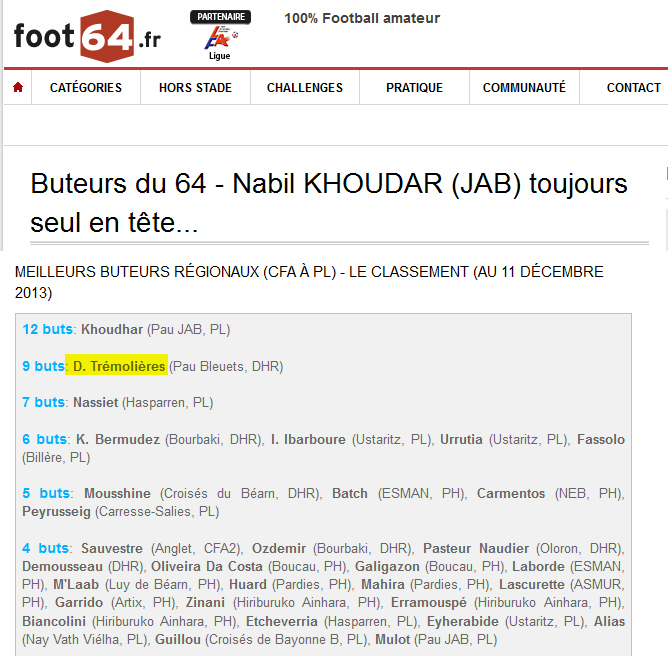 foot64.fr
PARTENAIRE
LFA
Ligue
100% Football amateur
CATÉGORIES HORS STADE CHALLENGES PRATIQUE COMMUNAUTÉ CONTACT
Buteurs du 64 - Nabil KHOUDAR (JAB) toujours
seul en tête...
MEILLEURS BUTEURS RÉGIONAUX (CFA À PL) - LE CLASSEMENT (AU 11 DÉCEMBRE
2013)
12 buts: Khoudhar (Pau JAB, PL)
9 buts: D. Trémolières (Pau Bleuets, DHR)
7 buts: Nassiet (Hasparren, PL)
6 buts: K. Bermudez (Bourbaki, DHR), I. Ibarboure (Ustaritz, PL), Urrutia (Ustaritz, PL), Fassolo
(Billère, PL)
5 buts: Mousshine (Croisés du Béarn, DHR), Batch (ESMAN, PH), Carmentos (NEB, PH),
Peyrusseig (Carresse-Salies, PL)
4 buts: Sauvestre (Anglet, CFA2), Ozdemir (Bourbaki, DHR), Pasteur Naudier (Oloron, DHR),
Demousseau (DHR), Oliveira Da Costa (Boucau, PH), Galigazon (Boucau, PH), Laborde (ESMAN,
PH), M'Laab (Luy de Béarn, PH), Huard (Pardies, PH), Mahira (Pardies, PH), Lascurette (ASMUR,
PH), Garrido (Artix, PH), Zinani (Hiriburuko Ainhara, PH), Erramouspé (Hiriburuko Ainhara, PH),
Biancolini (Hiriburuko Ainhara, PH), Etcheverria (Hasparren, PL), Eyherabide (Ustaritz, PL), Alias
(Nay Vath Viélha, PL), Guillou (Croisés de Bayonne B, PL), Mulot (Pau JAB, PL)